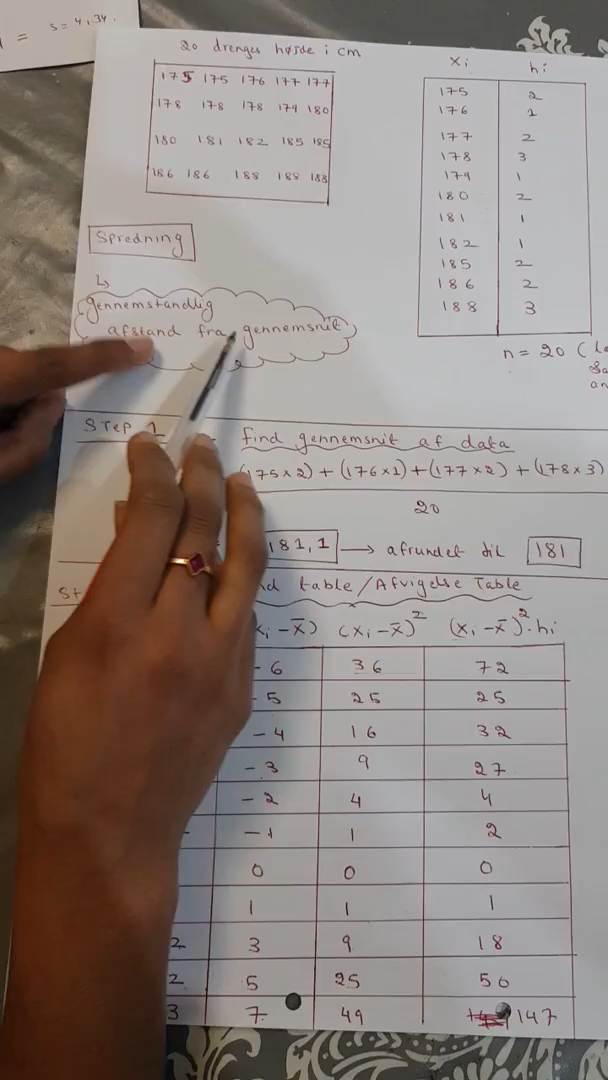 = s = 4,34.
20 drenges højde i cm
175 175 176 177 177
178 178 178 179 180
180 181 182 185 185
186 186 188 188 188
xi hi
175 2
176 1
177 2
178 3
179 1
180 2
181 1
182 1
185 2
186 2
188 3
n = 20 (
Spredning
↳
gennemstandlig
afstand fra gennemsnit
Step 1
find gennemsnit af data
(175×2) + (176×1) + (177×2) + (178×3)
20
181,1 → afrundet til 181
St
table / Afvigelse Table
xi - x̄) (xi - x̄)² (xi - x̄)²·hi
-6 36 72
-5 25 25
-4 16 32
-3 9 27
-2 4 4
-1 1 2
0 0 0
1 1 1
2 3 9 18
2 5 25 50
3 7 49 147